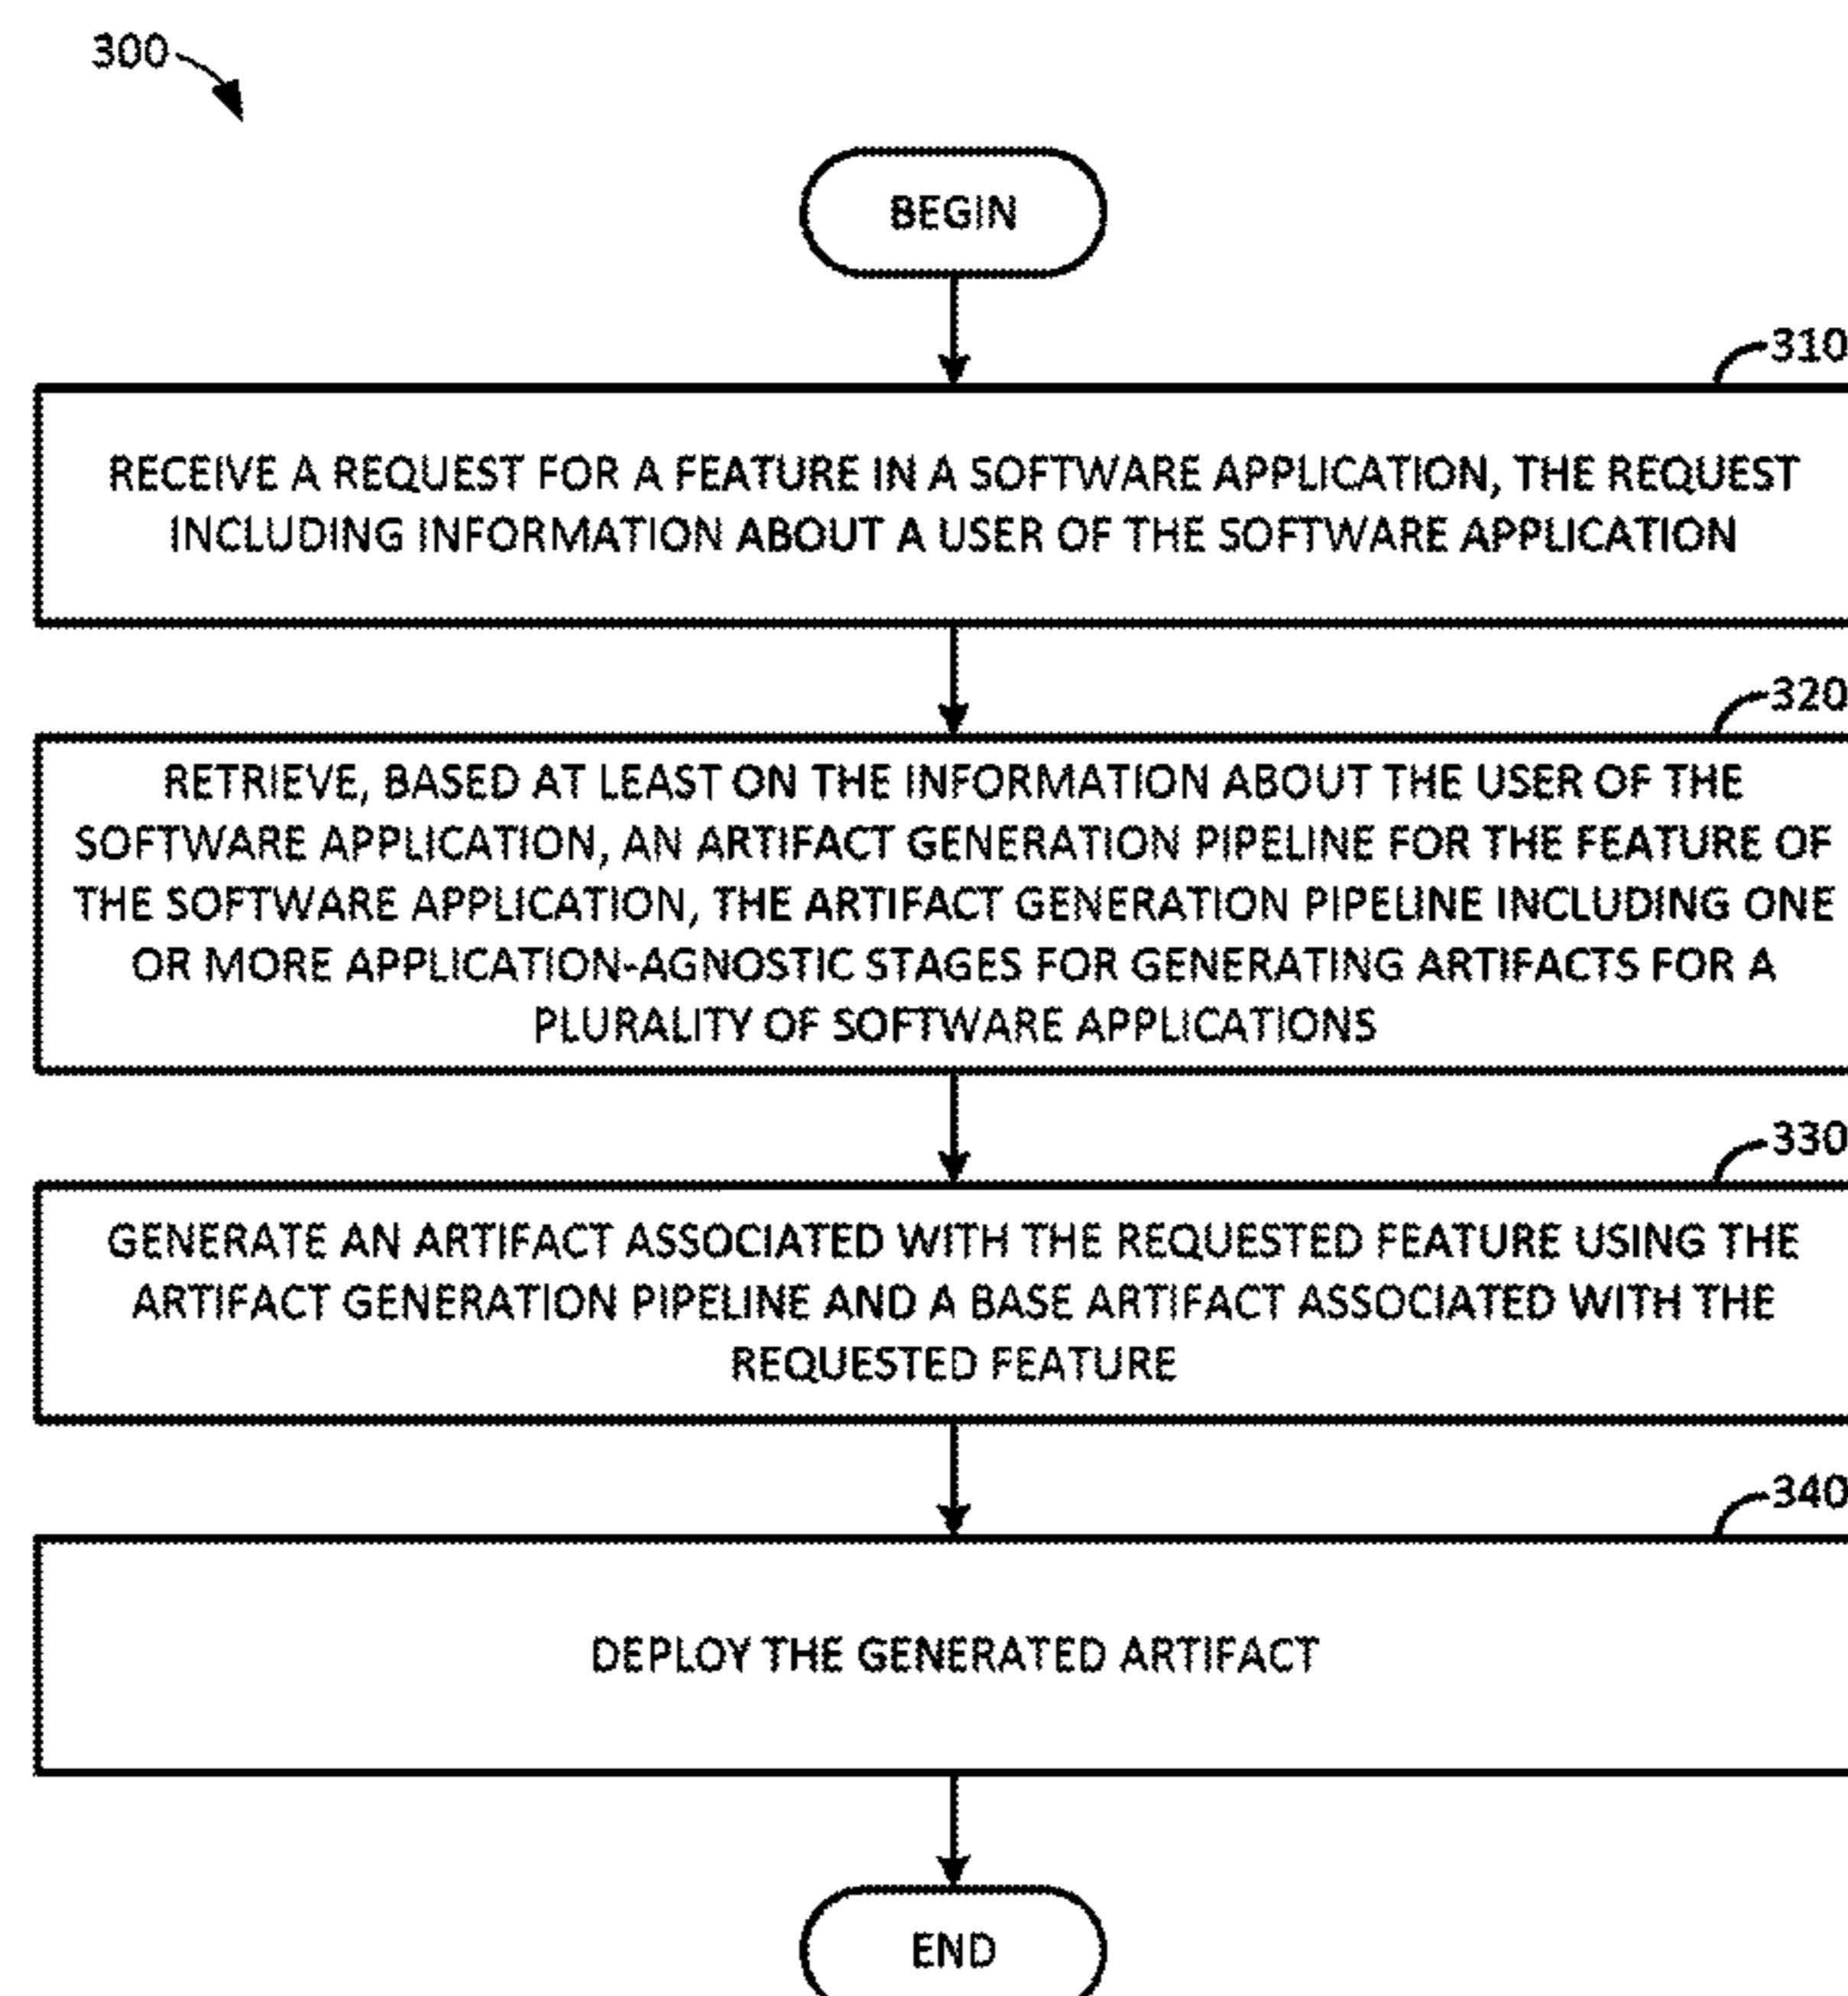 300
BEGIN
310
RECEIVE A REQUEST FOR A FEATURE IN A SOFTWARE APPLICATION, THE REQUEST
INCLUDING INFORMATION ABOUT A USER OF THE SOFTWARE APPLICATION
320
RETRIEVE, BASED AT LEAST ON THE INFORMATION ABOUT THE USER OF THE
SOFTWARE APPLICATION, AN ARTIFACT GENERATION PIPELINE FOR THE FEATURE OF
THE SOFTWARE APPLICATION, THE ARTIFACT GENERATION PIPELINE INCLUDING ONE
OR MORE APPLICATION-AGNOSTIC STAGES FOR GENERATING ARTIFACTS FOR A
PLURALITY OF SOFTWARE APPLICATIONS
330
GENERATE AN ARTIFACT ASSOCIATED WITH THE REQUESTED FEATURE USING THE
ARTIFACT GENERATION PIPELINE AND A BASE ARTIFACT ASSOCIATED WITH THE
REQUESTED FEATURE
340
DEPLOY THE GENERATED ARTIFACT
END